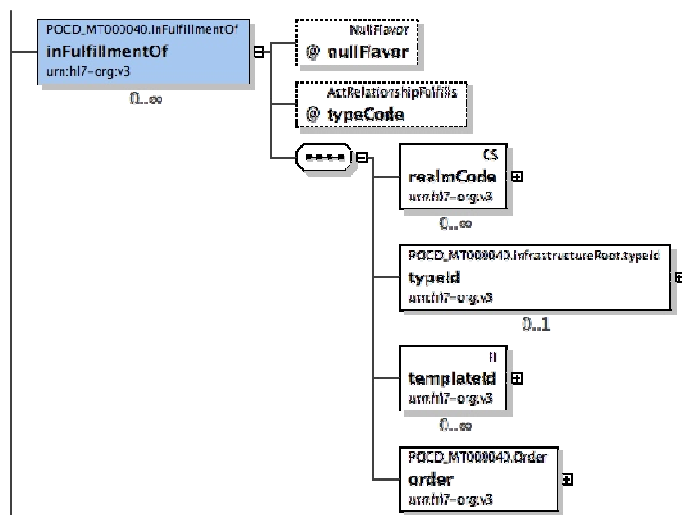 POCD_MT000040.InFulfillmentOf
inFulfillmentOf
urn:hl7-org:v3
0..∞
NullFlavor
@ nullFlavor
ActRelationshipFulfills
@ typeCode
CS
realmCode
urn:hl7-org:v3
0..∞
POCD_MT000040.InfrastructureRoot.typeId
typeId
urn:hl7-org:v3
0..1
II
templateId
urn:hl7-org:v3
0..∞
POCD_MT000040.Order
order
urn:hl7-org:v3